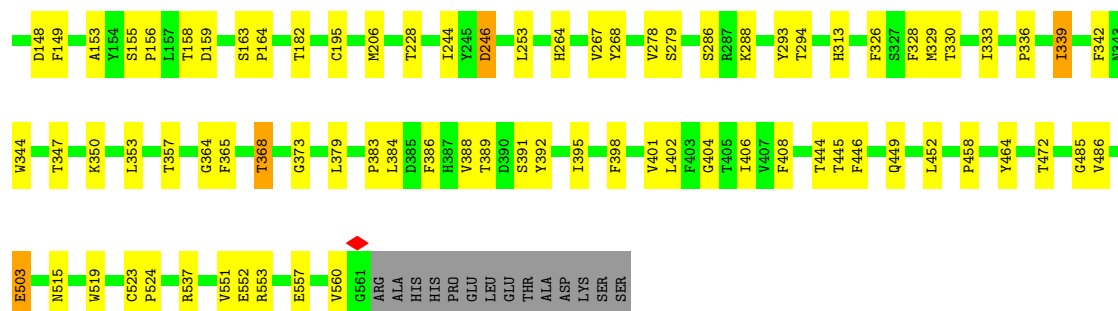 D148 F149 A153 Y154 S155 P156 L157 T158 D159 S163 P164 T182 C195 M206 T228 I244 Y245 D246 L253 H264 V267 Y268 V278 S279 S286 R287 K288 Y293 T294 H313 F326 S327 F328 M329 T330 I333 P336 I339 F342 N343
W344 T347 K350 L353 T357 G364 F365 T368 G373 L379 P383 L384 D385 F386 H387 V388 T389 D390 S391 Y392 I395 F398 V401 L402 F403 G404 T405 I406 V407 F408 T444 T445 F446 Q449 L452 P458 Y464 T472 G485 V486
E503 N515 W519 C523 P524 R537 V551 E552 R553 E557 V560 G561 ARG ALA HIS HIS PRO GLU LEU GLU THR ALA ASP LYS SER SER